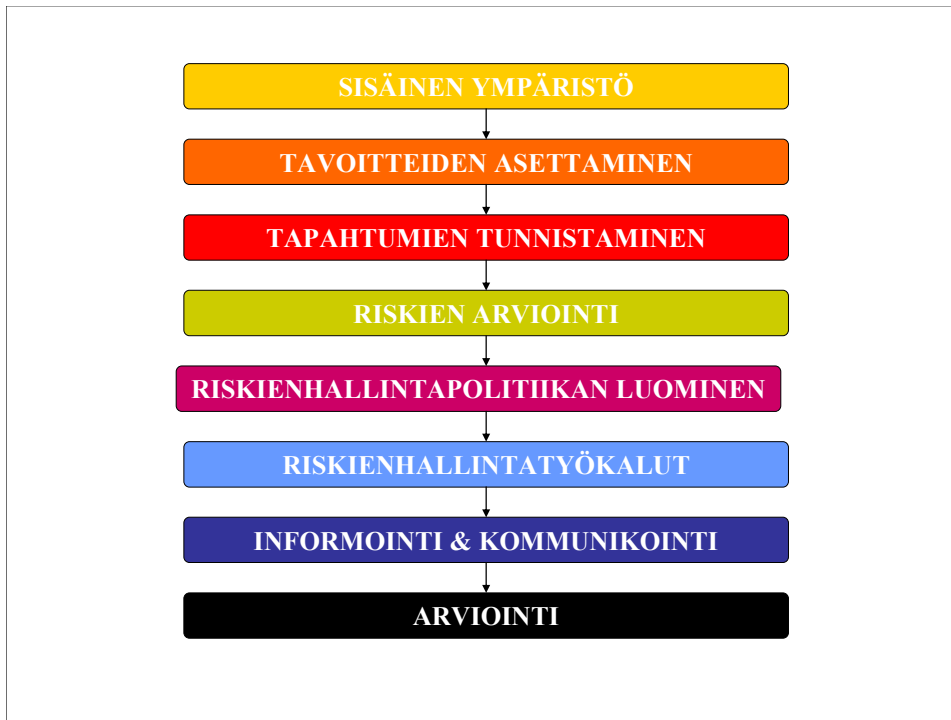 SISÄINEN YMPÄRISTÖ
TAVOITTEIDEN ASETTAMINEN
TAPAHTUMIEN TUNNISTAMINEN
RISKIEN ARVIOINTI
RISKIENHALLINTAPOLITIIKAN LUOMINEN
RISKIENHALLINTATYÖKALUT
INFORMOINTI & KOMMUNIKOINTI
ARVIOINTI